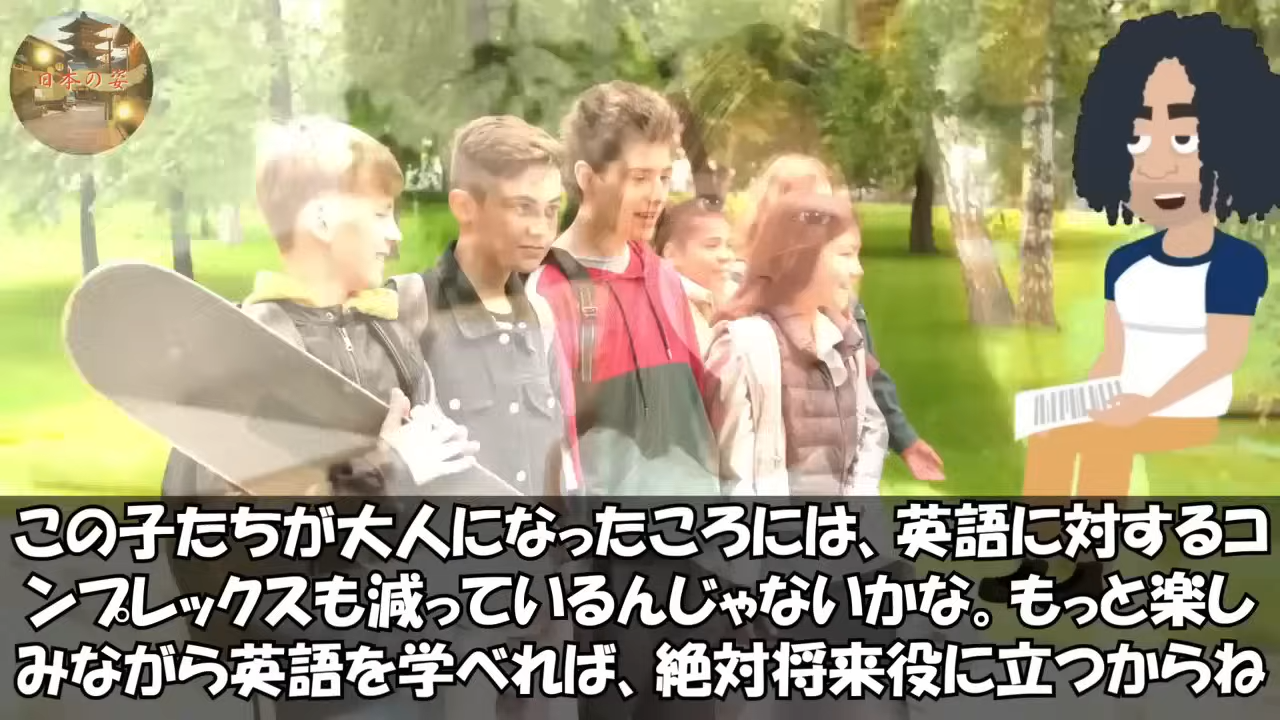 日本の姿
この子たちが大人になったころには、英語に対するコ
ンプレックスも減っているんじゃないかな。もっと楽し
みながら英語を学べれば、絶対将来役に立つからね